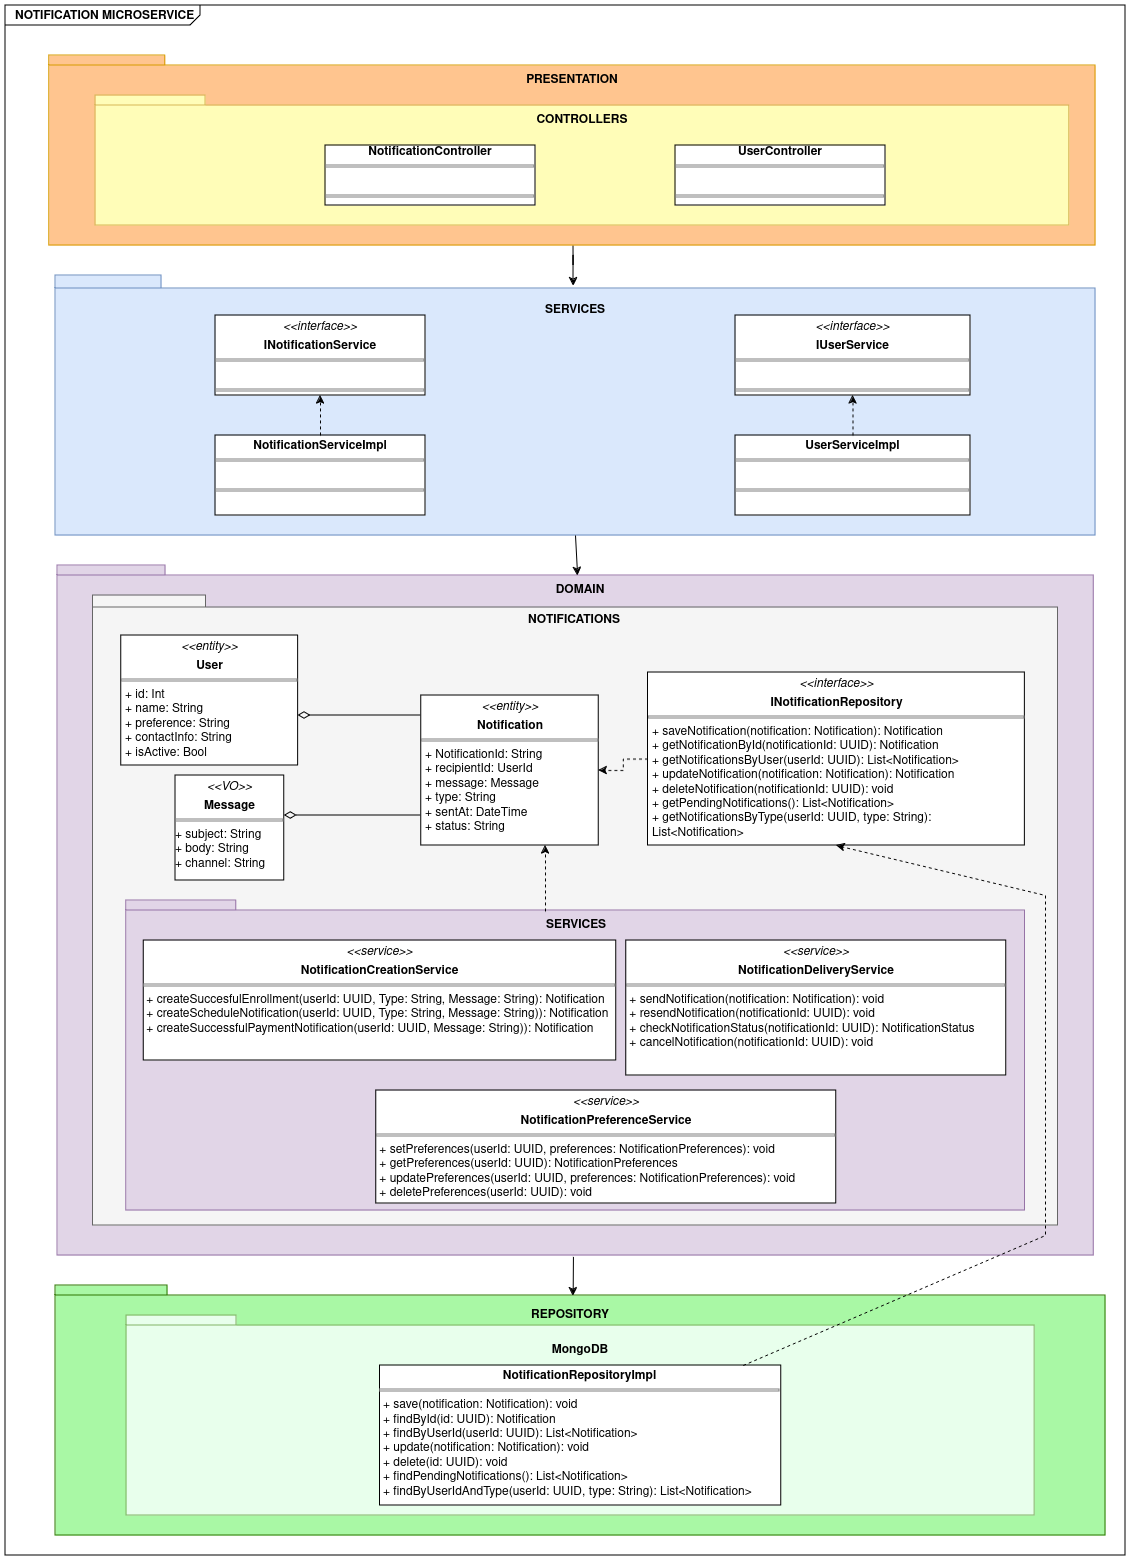 NOTIFICATION MICROSERVICE
PRESENTATION
CONTROLLERS
NotificationController
UserController
SERVICES
<<interface>>
INotificationService
<<interface>>
IUserService
NotificationServiceImpl
UserServiceImpl
DOMAIN
NOTIFICATIONS
<<entity>>
User
+ id: Int
+ name: String
+ preference: String
+ contactInfo: String
+ isActive: Bool
<<VO>>
Message
+ subject: String
+ body: String
+ channel: String
<<entity>>
Notification
+ NotificationId: String
+ recipientId: UserId
+ message: Message
+ type: String
+ sentAt: DateTime
+ status: String
<<interface>>
INotificationRepository
+ saveNotification(notification: Notification): Notification
+ getNotificationById(notificationId: UUID): Notification
+ getNotificationsByUser(userId: UUID): List<Notification>
+ updateNotification(notification: Notification): Notification
+ deleteNotification(notificationId: UUID): void
+ getPendingNotifications(): List<Notification>
+ getNotificationsByType(userId: UUID, type: String):
List<Notification>
SERVICES
<<service>>
NotificationCreationService
+ createSuccesfulEnrollment(userId: UUID, Type: String, Message: String): Notification
+ createScheduleNotification(userId: UUID, Type: String, Message: String)): Notification
+ createSuccessfulPaymentNotification(userId: UUID, Message: String)): Notification
<<service>>
NotificationDeliveryService
+ sendNotification(notification: Notification): void
+ resendNotification(notificationId: UUID): void
+ checkNotificationStatus(notificationId: UUID): NotificationStatus
+ cancelNotification(notificationId: UUID): void
<<service>>
NotificationPreferenceService
+ setPreferences(userId: UUID, preferences: NotificationPreferences): void
+ getPreferences(userId: UUID): NotificationPreferences
+ updatePreferences(userId: UUID, preferences: NotificationPreferences): void
+ deletePreferences(userId: UUID): void
REPOSITORY
MongoDB
NotificationRepositoryImpl
+ save(notification: Notification): void
+ findById(id: UUID): Notification
+ findByUserId(userId: UUID): List<Notification>
+ update(notification: Notification): void
+ delete(id: UUID): void
+ findPendingNotifications(): List<Notification>
+ findByUserIdAndType(userId: UUID, type: String): List<Notification>